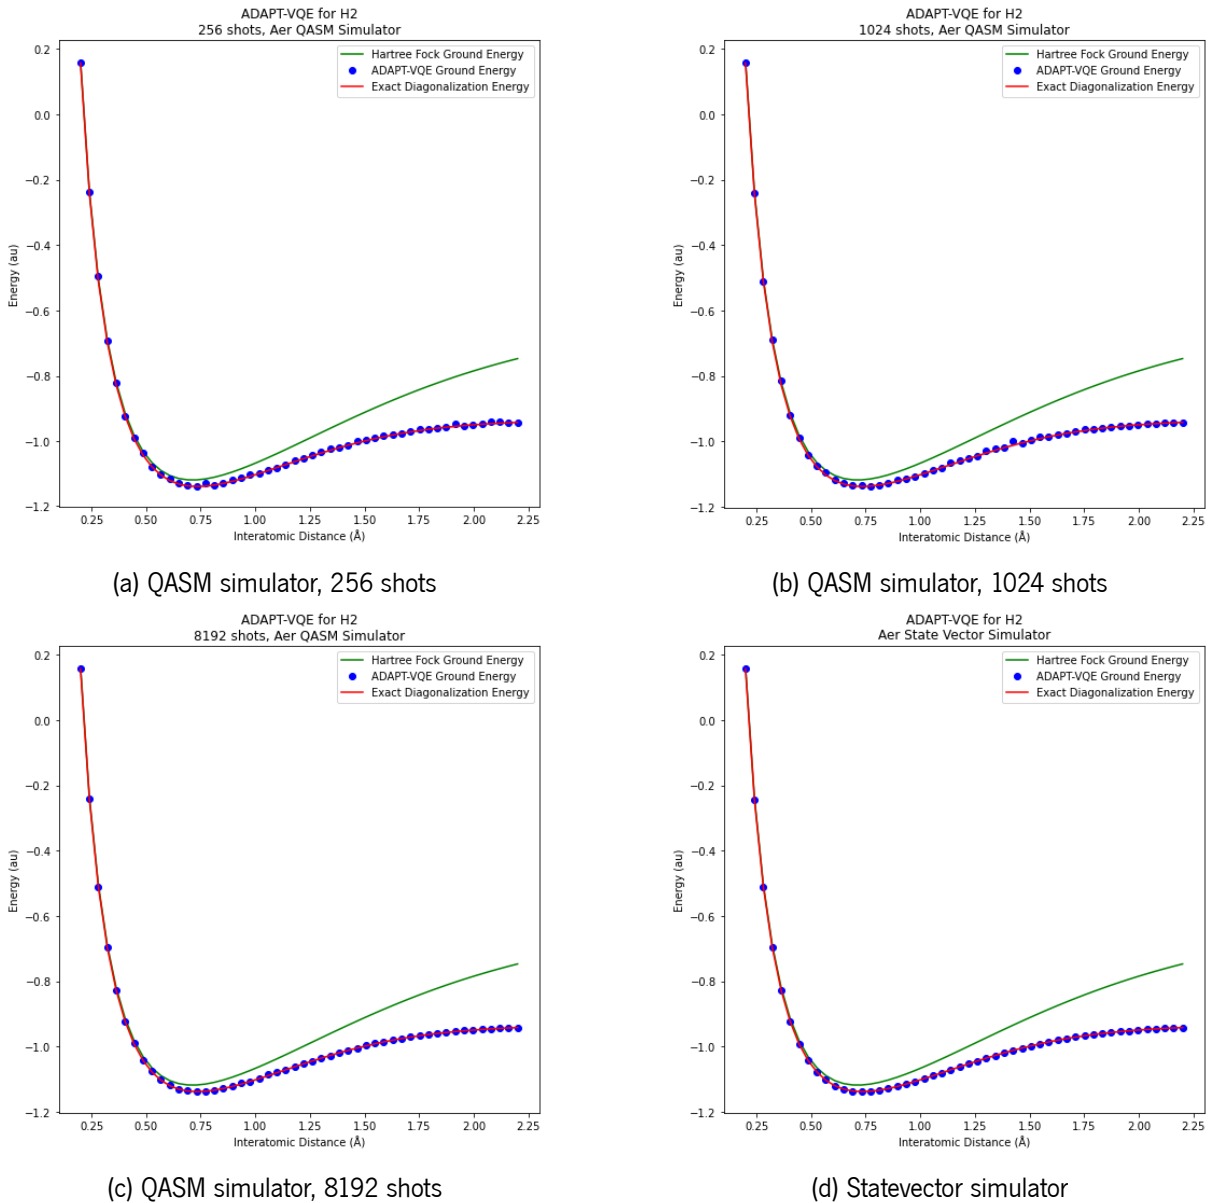 ADAPT-VQE for H2
256 shots, Aer QASM Simulator
Hartree Fock Ground Energy
ADAPT-VQE Ground Energy
Exact Diagonalization Energy
0.2
0.0
−0.2
−0.4
−0.6
−0.8
−1.0
−1.2
Energy (au)
0.25 0.50 0.75 1.00 1.25 1.50 1.75 2.00 2.25
Interatomic Distance (Å)
(a) QASM simulator, 256 shots
ADAPT-VQE for H2
1024 shots, Aer QASM Simulator
Hartree Fock Ground Energy
ADAPT-VQE Ground Energy
Exact Diagonalization Energy
0.2
0.0
−0.2
−0.4
−0.6
−0.8
−1.0
−1.2
Energy (au)
0.25 0.50 0.75 1.00 1.25 1.50 1.75 2.00 2.25
Interatomic Distance (Å)
(b) QASM simulator, 1024 shots
ADAPT-VQE for H2
8192 shots, Aer QASM Simulator
Hartree Fock Ground Energy
ADAPT-VQE Ground Energy
Exact Diagonalization Energy
0.2
0.0
−0.2
−0.4
−0.6
−0.8
−1.0
−1.2
Energy (au)
0.25 0.50 0.75 1.00 1.25 1.50 1.75 2.00 2.25
Interatomic Distance (Å)
(c) QASM simulator, 8192 shots
ADAPT-VQE for H2
Aer State Vector Simulator
Hartree Fock Ground Energy
ADAPT-VQE Ground Energy
Exact Diagonalization Energy
0.2
0.0
−0.2
−0.4
−0.6
−0.8
−1.0
−1.2
Energy (au)
0.25 0.50 0.75 1.00 1.25 1.50 1.75 2.00 2.25
Interatomic Distance (Å)
(d) Statevector simulator